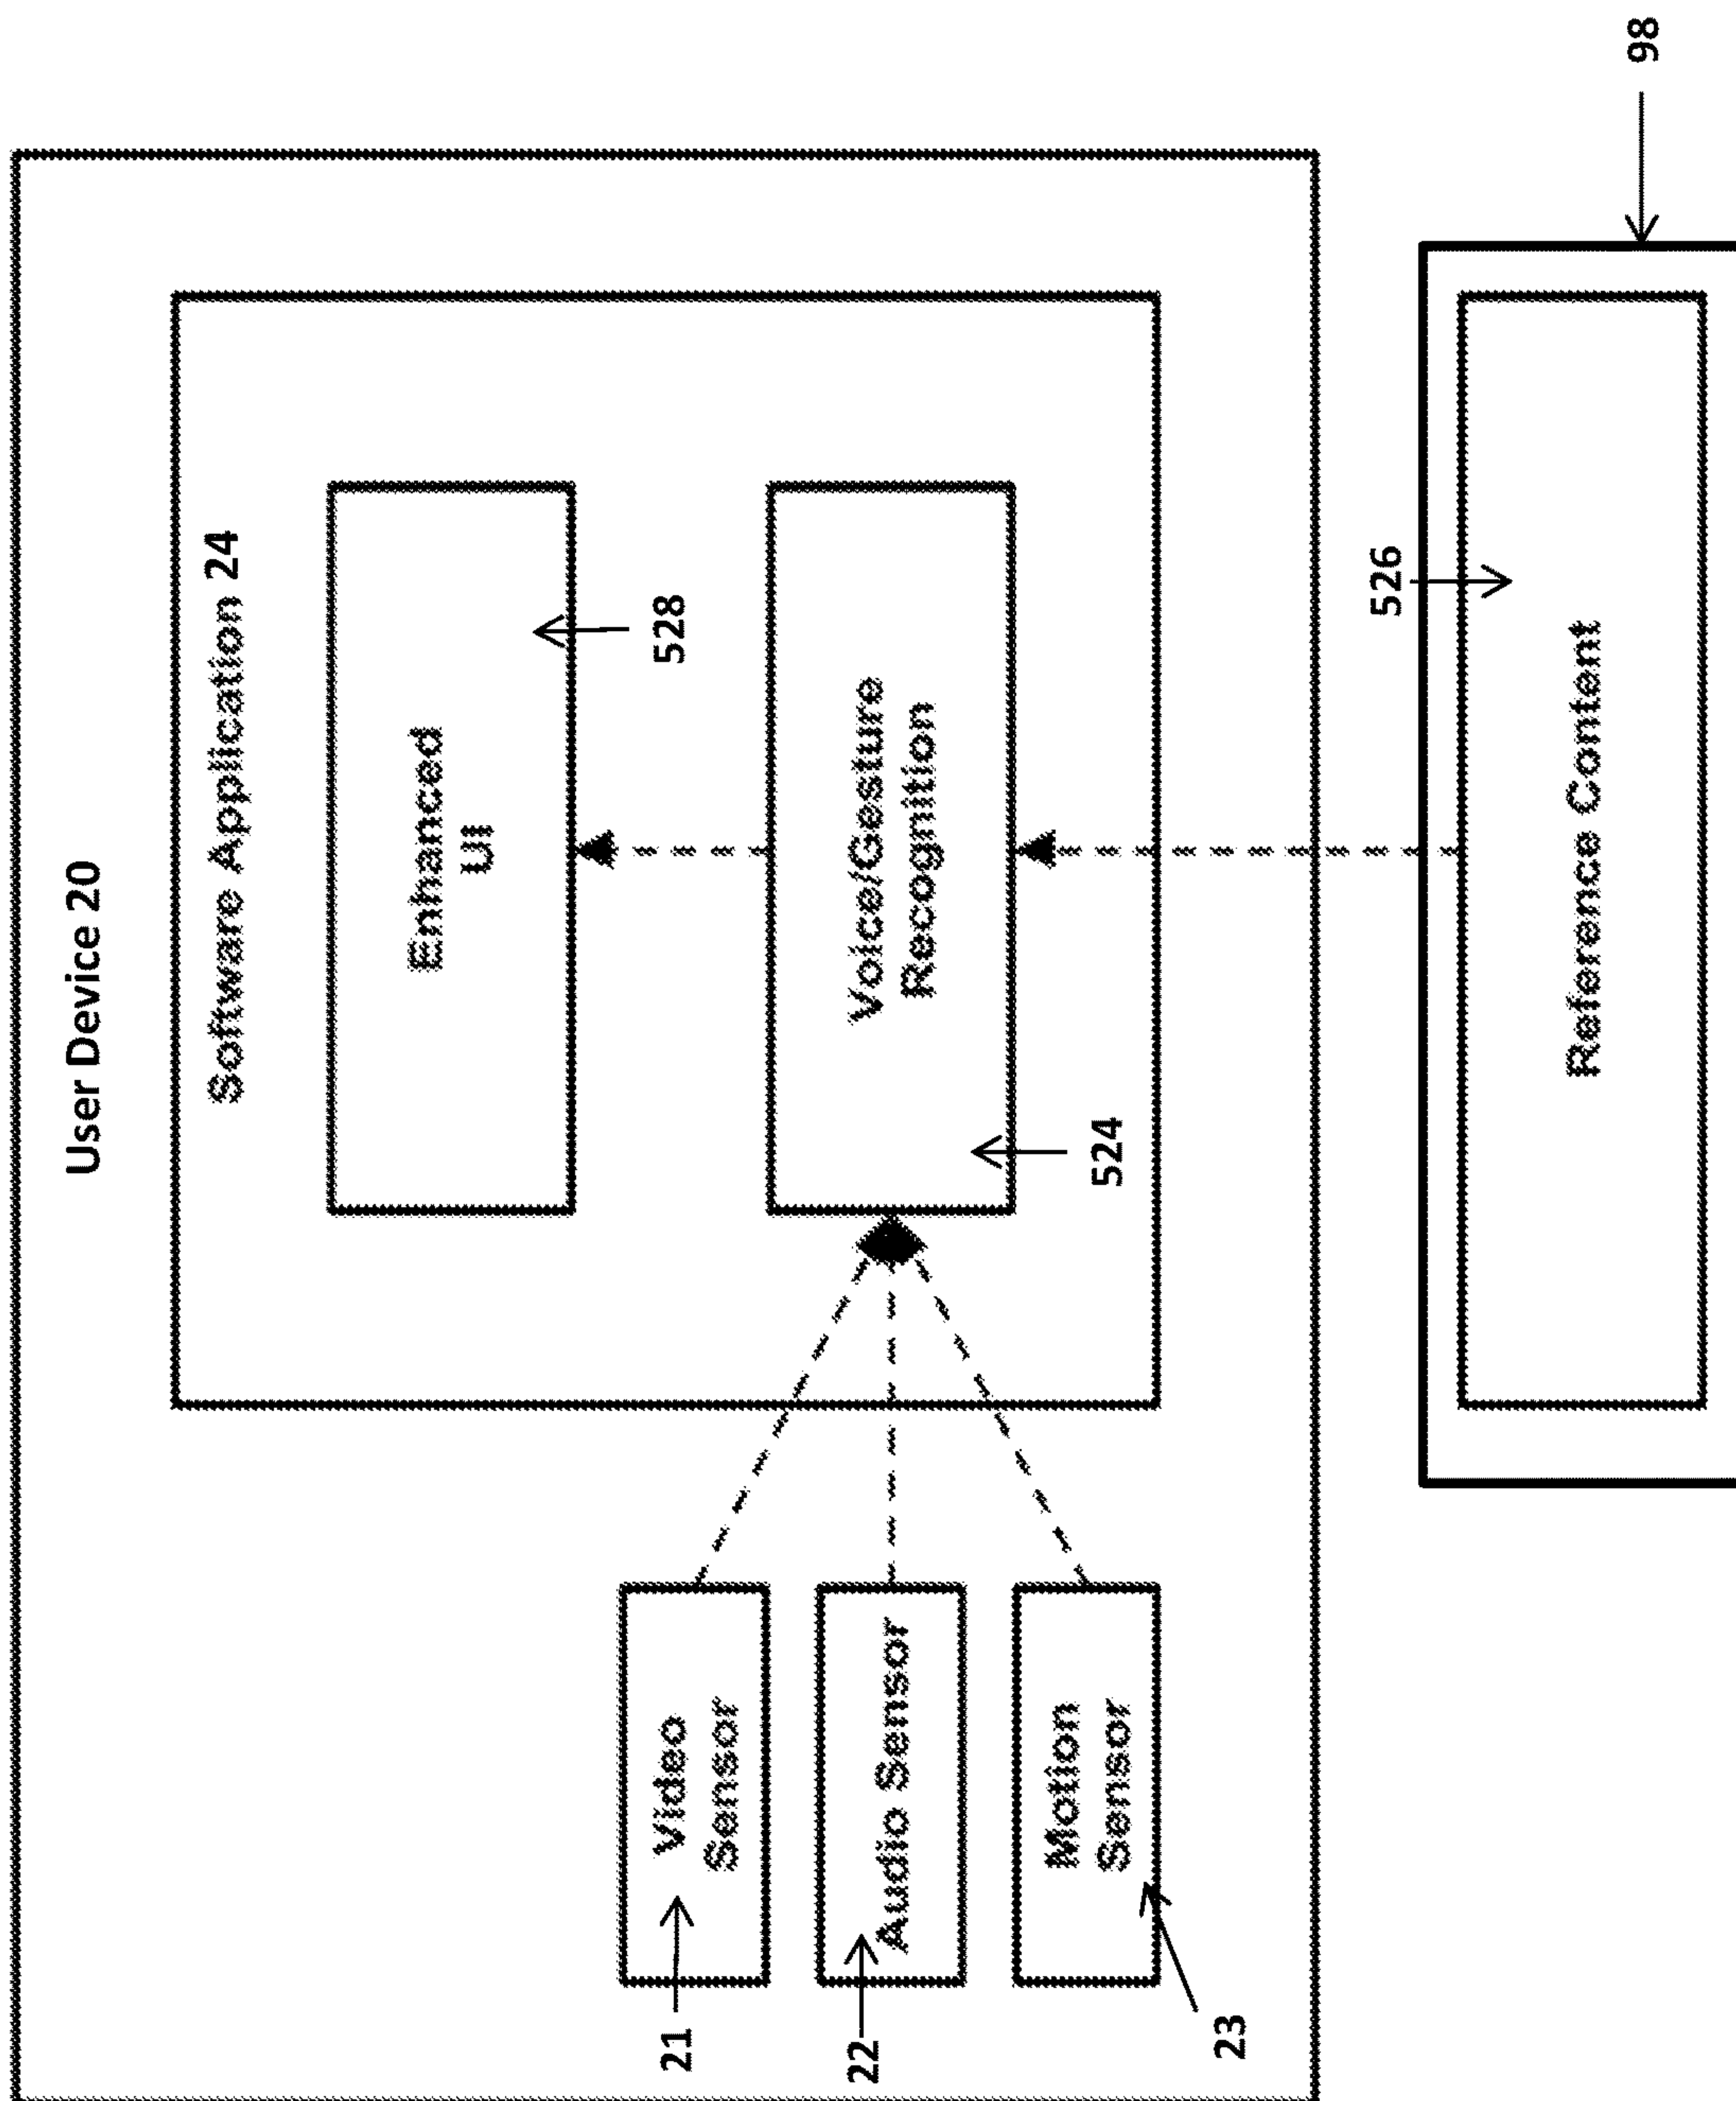 User Device 20
Software Application 24
Enhanced
UI
528
21
Video
Sensor
22
Audio Sensor
Voice/Gesture
Recognition
23
Motion
Sensor
524
526
Reference Content
98